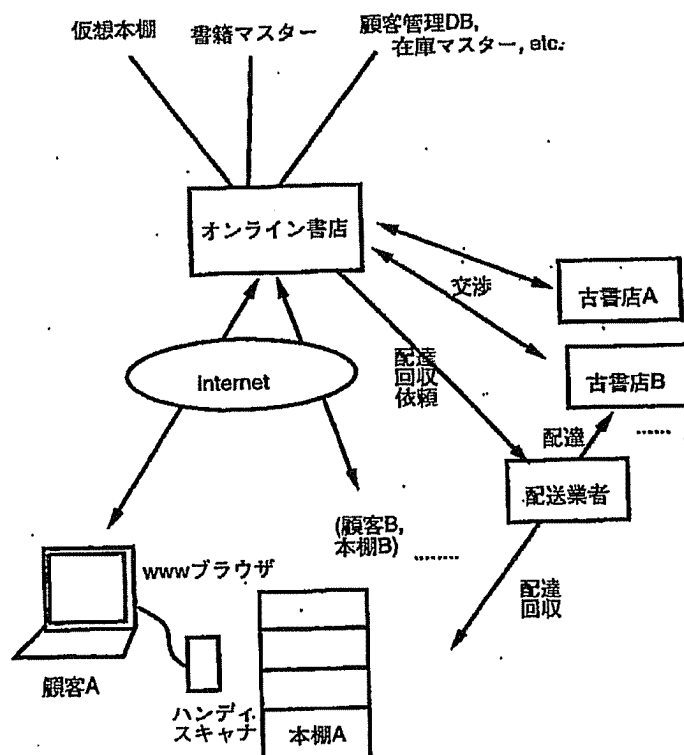 仮想本棚
書籍マスター
顧客管理DB,
在庫マスター, etc.
オンライン書店
交渉
古書店A
古書店B
internet
配達
回収
依頼
配達
........
配送業者
(顧客B,
本棚B)
........
wwwブラウザ
配達
回収
顧客A
ハンディ
スキャナ
本棚A